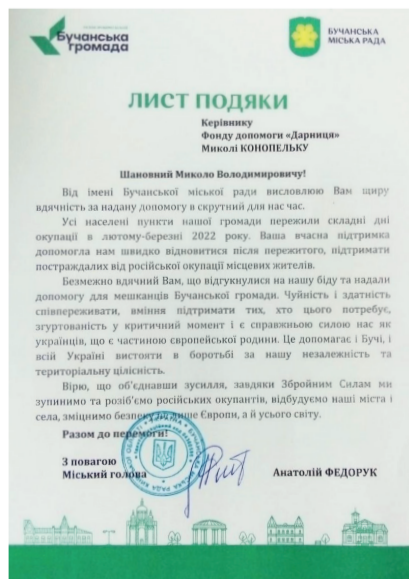 Бучанська
громада
БУЧАНСЬКА
МІСЬКА РАДА
ЛИСТ ПОДЯКИ
Керівнику
Фонду допомоги «Дарниця»
Миколі КОНОПЕЛЬКУ
Шановний Миколо Володимировичу!
Від імені Бучанської міської ради висловлюю Вам щиру
вдячність за надану допомогу в скрутний для нас час.
Усі населені пункти нашої громади пережили складні дні
окупації в лютому-березні 2022 року. Ваша вчасна підтримка
допомогла нам швидко відновитися після пережитого, підтримати
постраждалих від російської окупації місцевих жителів.
Безмежно вдячний Вам, що відгукнулися на нашу біду та надали
допомогу для мешканців Бучанської громади. Чуйність і здатність
співпереживати, вміння підтримати тих, хто цього потребує,
згуртованість у критичний момент і є справжньою силою нас як
українців, що є частиною європейської родини. Це допомагає і Бучі, і
всій Україні вистояти в боротьбі за нашу незалежність та
територіальну цілісність.
Вірю, що об'єднавши зусилля, завдяки Збройним Силам ми
зупинимо та розіб'ємо російських окупантів, відбудуємо наші міста і
села, зміцнимо безпеку не лише Європи, а й усього світу.
Разом до перемоги!
З повагою
Міський голова
Анатолій ФЕДОРУК